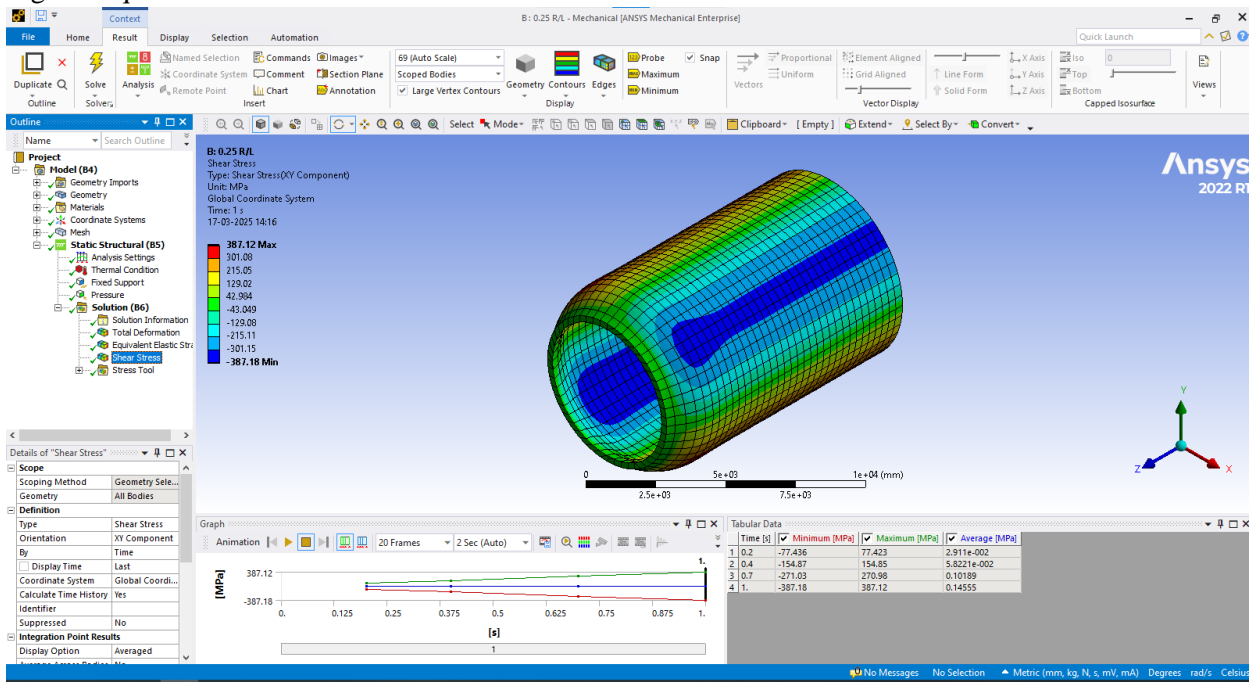 Context
B : 0.25 R/L - Mechanical [ANSYS Mechanical Enterprise]
File Home Result Display Selection Automation
Quick Launch
Duplicate Q
Outline
Solve
Solver
Analysis
Named Selection
Coordinate System
Remote Point
Commands
Comment
Chart
Images
Section Plane
Annotation
Insert
69 (Auto Scale)
Scoped Bodies
Large Vertex Contours
Geometry Contours Edges
Display
Probe
Maximum
Minimum
Snap
Vectors
Proportional
Uniform
Element Aligned
Grid Aligned
Line Form
Solid Form
X Axis
Y Axis
Z Axis
Vector Display
Iso 0
Top
Bottom
Capped Isosurface
Views
Outline
Select Mode Clipboard [ Empty ] Extend Select By Convert
Name Search Outline
Project
Model (B4)
Geometry Imports
Geometry
Materials
Coordinate Systems
Mesh
Static Structural (B5)
Analysis Settings
Thermal Condition
Fixed Support
Pressure
Solution (B6)
Solution Information
Total Deformation
Equivalent Elastic Stra
Shear Stress
Stress Tool
B: 0.25 R/L
Shear Stress
Type: Shear Stress(XY Component)
Unit: MPa
Global Coordinate System
Time: 1 s
17-03-2025 14:16
387.12 Max
301.08
215.05
129.02
42.984
-43.049
-129.08
-215.11
-301.15
-387.18 Min
Ansys
2022 R1
0 5e+03 1e+04 (mm)
2.5e+03 7.5e+03
Y
Z X
Details of "Shear Stress"
Scope
Scoping Method Geometry Sele...
Geometry All Bodies
Definition
Type Shear Stress
Orientation XY Component
By Time
Display Time Last
Coordinate System Global Coordi...
Calculate Time History Yes
Identifier
Suppressed No
Integration Point Results
Display Option Averaged
Graph
Animation 20 Frames 2 Sec (Auto)
1.
[MPa]
387.12
-387.18
0. 0.125 0.25 0.375 0.5 0.625 0.75 0.875 1.
[s]
1
Tabular Data
Time [s] Minimum [MPa] Maximum [MPa] Average [MPa]
1 0.2 -77.436 77.423 2.911e-002
2 0.4 -154.87 154.85 5.8221e-002
3 0.7 -271.03 270.98 0.10189
4 1. -387.18 387.12 0.14555
No Messages No Selection Metric (mm, kg, N, s, mV, mA) Degrees rad/s Celsius